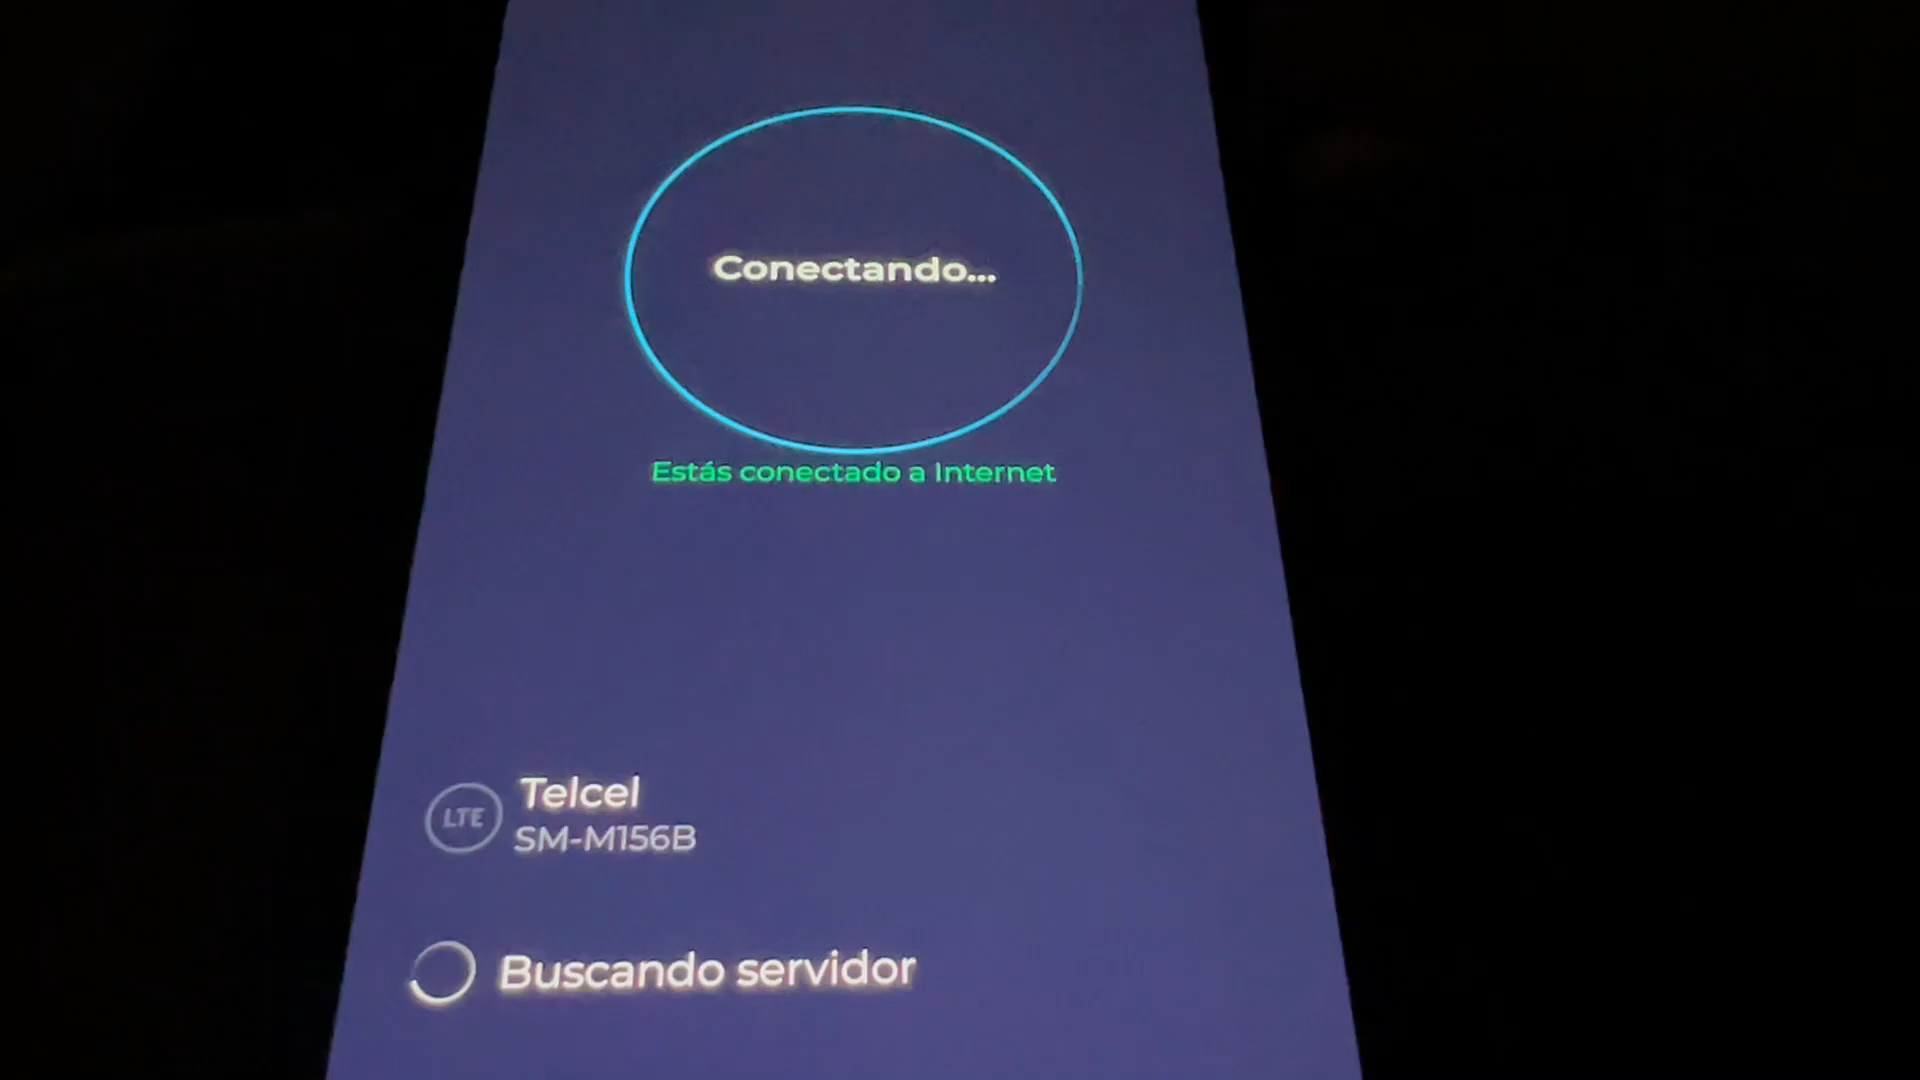 Conectando...
Estás conectado a Internet
LTE
Telcel
SM-M156B
Buscando servidor